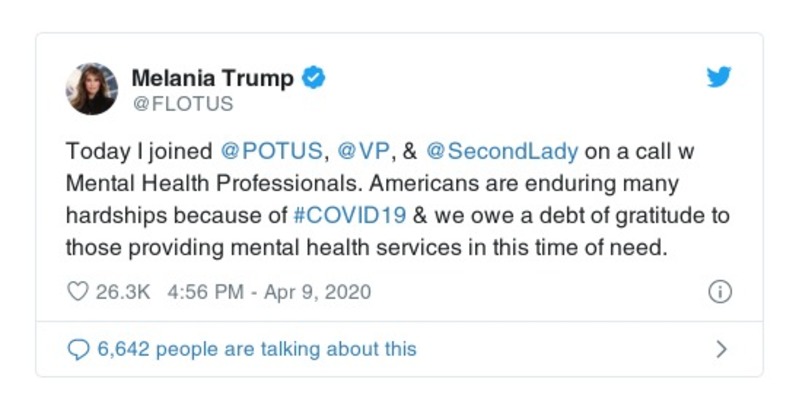 Melania Trump
@FLOTUS
Today I joined @POTUS, @VP, & @SecondLady on a call w
Mental Health Professionals. Americans are enduring many
hardships because of #COVID19 & we owe a debt of gratitude to
those providing mental health services in this time of need.
26.3K 4:56 PM - Apr 9, 2020
6,642 people are talking about this